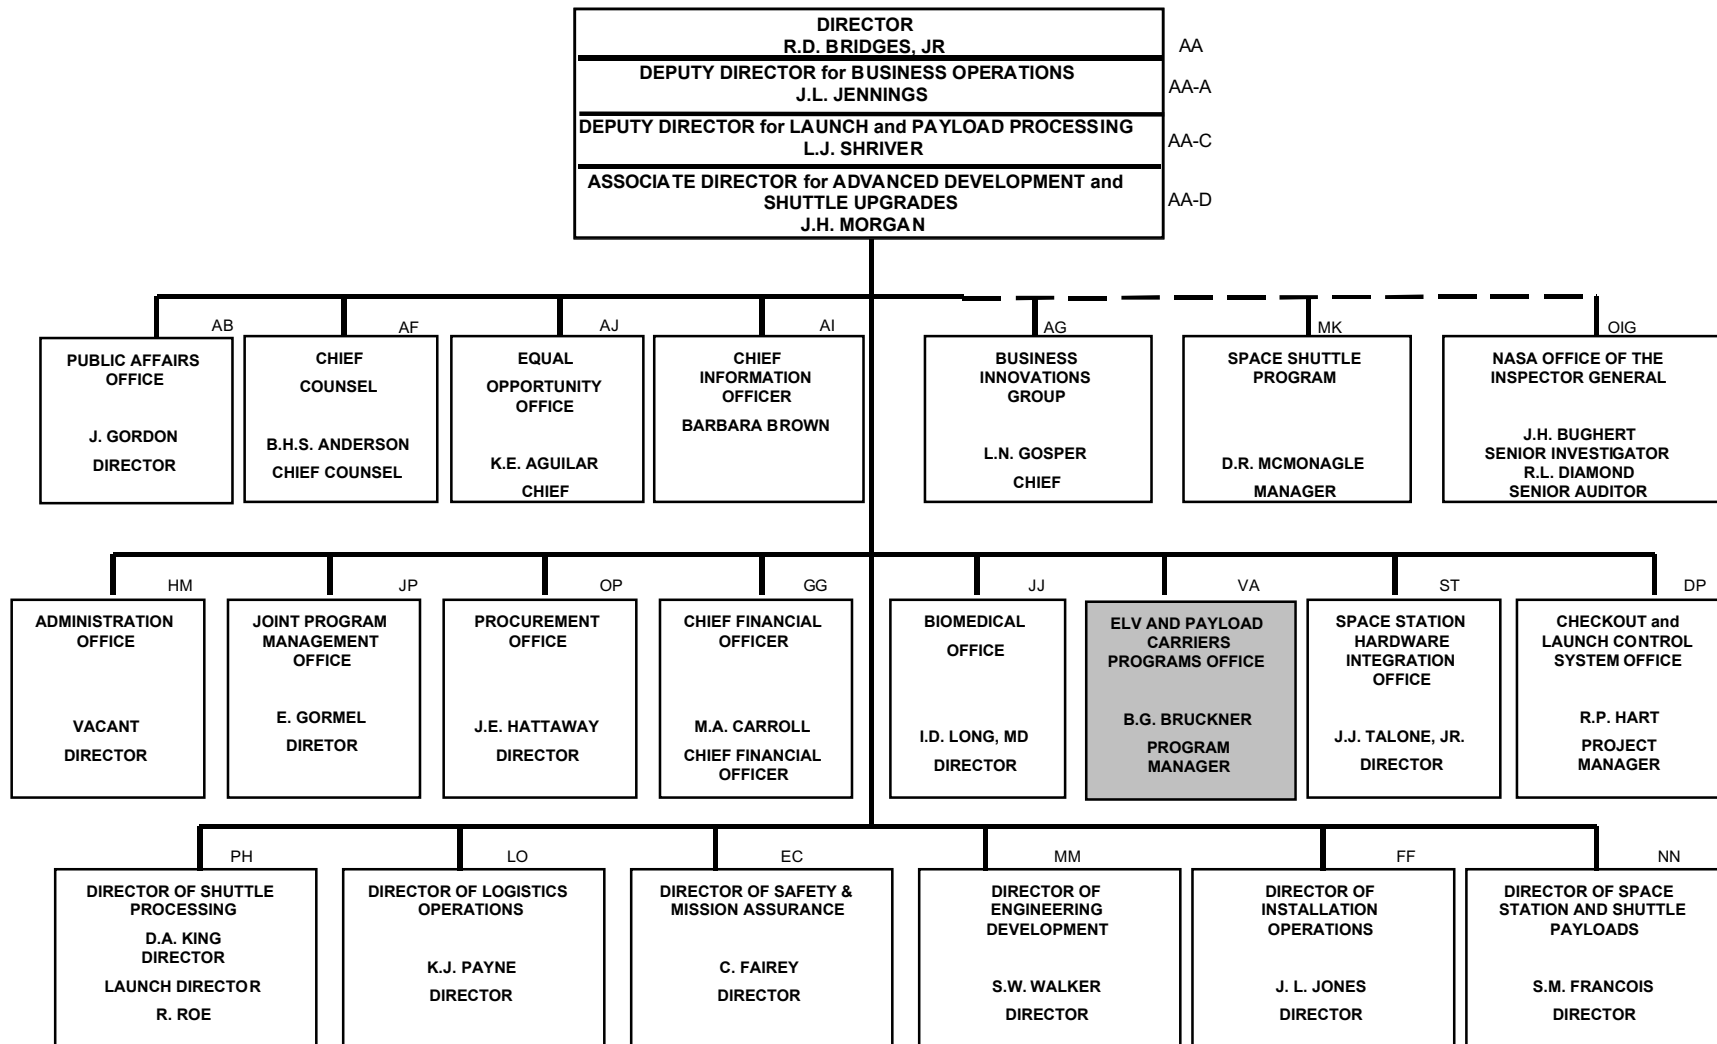 DIRECTOR
R.D. BRIDGES, JR
AA
DEPUTY DIRECTOR for BUSINESS OPERATIONS
J.L. JENNINGS
AA-A
DEPUTY DIRECTOR for LAUNCH and PAYLOAD PROCESSING
L.J. SHRIVER
AA-C
ASSOCIATE DIRECTOR for ADVANCED DEVELOPMENT and
SHUTTLE UPGRADES
J.H. MORGAN
AA-D
AB
PUBLIC AFFAIRS
OFFICE
J. GORDON
DIRECTOR
AF
CHIEF
COUNSEL
B.H.S. ANDERSON
CHIEF COUNSEL
AJ
EQUAL
OPPORTUNITY
OFFICE
K.E. AGUILAR
CHIEF
AI
CHIEF
INFORMATION
OFFICER
BARBARA BROWN
AG
BUSINESS
INNOVATIONS
GROUP
L.N. GOSPER
CHIEF
MK
SPACE SHUTTLE
PROGRAM
D.R. MCMONAGLE
MANAGER
OIG
NASA OFFICE OF THE
INSPECTOR GENERAL
J.H. BUGHERT
SENIOR INVESTIGATOR
R.L. DIAMOND
SENIOR AUDITOR
HM
ADMINISTRATION
OFFICE
VACANT
DIRECTOR
JP
JOINT PROGRAM
MANAGEMENT
OFFICE
E. GORMEL
DIRETOR
OP
PROCUREMENT
OFFICE
J.E. HATTAWAY
DIRECTOR
GG
CHIEF FINANCIAL
OFFICER
M.A. CARROLL
CHIEF FINANCIAL
OFFICER
JJ
BIOMEDICAL
OFFICE
I.D. LONG, MD
DIRECTOR
VA
ELV AND PAYLOAD
CARRIERS
PROGRAMS OFFICE
B.G. BRUCKNER
PROGRAM
MANAGER
ST
SPACE STATION
HARDWARE
INTEGRATION
OFFICE
J.J. TALONE, JR.
DIRECTOR
DP
CHECKOUT and
LAUNCH CONTROL
SYSTEM OFFICE
R.P. HART
PROJECT
MANAGER
PH
DIRECTOR OF SHUTTLE
PROCESSING
D.A. KING
DIRECTOR
LAUNCH DIRECTOR
R. ROE
LO
DIRECTOR OF LOGISTICS
OPERATIONS
K.J. PAYNE
DIRECTOR
EC
DIRECTOR OF SAFETY &
MISSION ASSURANCE
C. FAIREY
DIRECTOR
MM
DIRECTOR OF
ENGINEERING
DEVELOPMENT
S.W. WALKER
DIRECTOR
FF
DIRECTOR OF
INSTALLATION
OPERATIONS
J. L. JONES
DIRECTOR
NN
DIRECTOR OF SPACE
STATION AND SHUTTLE
PAYLOADS
S.M. FRANCOIS
DIRECTOR